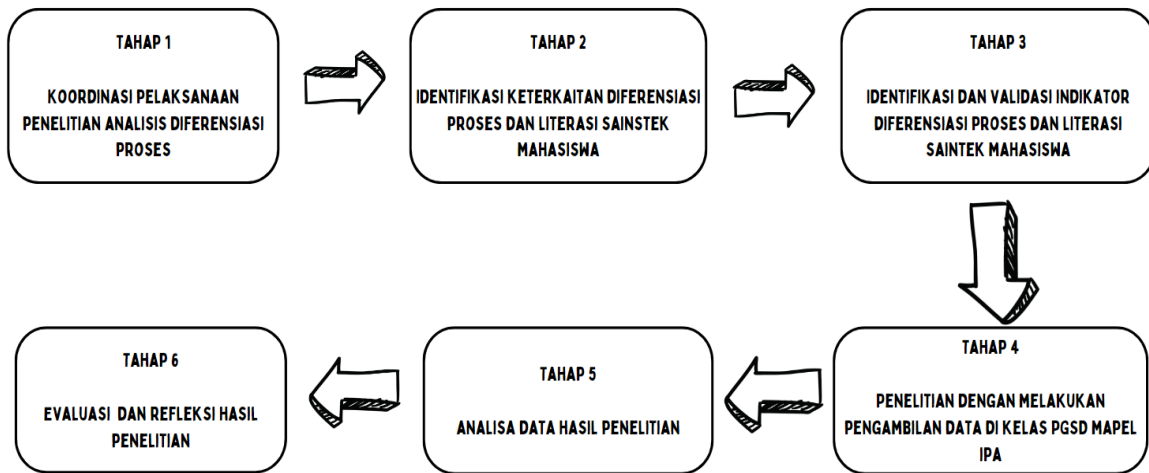 TAHAP 1
KOORDINASI PELAKSANAAN
PENELITIAN ANALISIS DIFERENSIASI
PROSES
TAHAP 2
IDENTIFIKASI KETERKAITAN DIFERENSIASI
PROSES DAN LITERASI SAINSTEK
MAHASISWA
TAHAP 3
IDENTIFIKASI DAN VALIDASI INDIKATOR
DIFERENSIASI PROSES DAN LITERASI
SAINTEK MAHASISWA
TAHAP 4
PENELITIAN DENGAN MELAKUKAN
PENGAMBILAN DATA DI KELAS PGSD MAPEL
IPA
TAHAP 5
ANALISA DATA HASIL PENELITIAN
TAHAP 6
EVALUASI DAN REFLEKSI HASIL
PENELITIAN